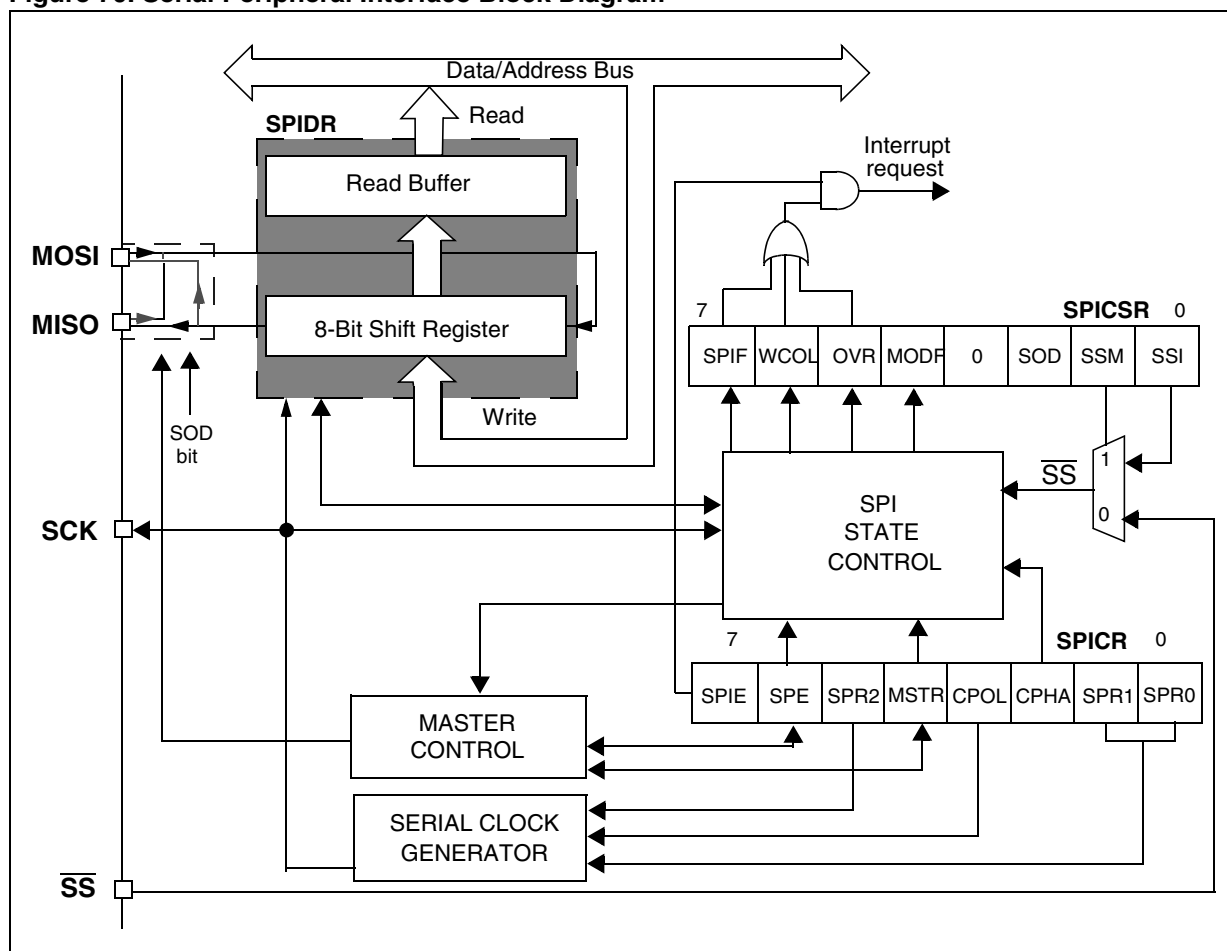 Data/Address Bus
Read
SPIDR
Read Buffer
Interrupt
request
MOSI
MISO
8-Bit Shift Register
7
SPICSR
0
SPIF
WCOL
OVR
MODF
0
SOD
SSM
SSI
Write
SOD
bit
1
SS
0
SCK
SPI
STATE
CONTROL
7
SPICR
0
SPIE
SPE
SPR2
MSTR
CPOL
CPHA
SPR1
SPR0
MASTER
CONTROL
SERIAL CLOCK
GENERATOR
SS